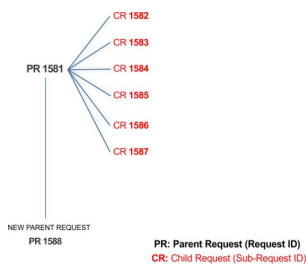 CR 1582
CR 1583
PR 1581
CR 1584
CR 1585
CR 1586
CR 1587
NEW PARENT REQUEST
PR 1588
PR: Parent Request (Request ID)
CR: Child Request (Sub-Request ID)